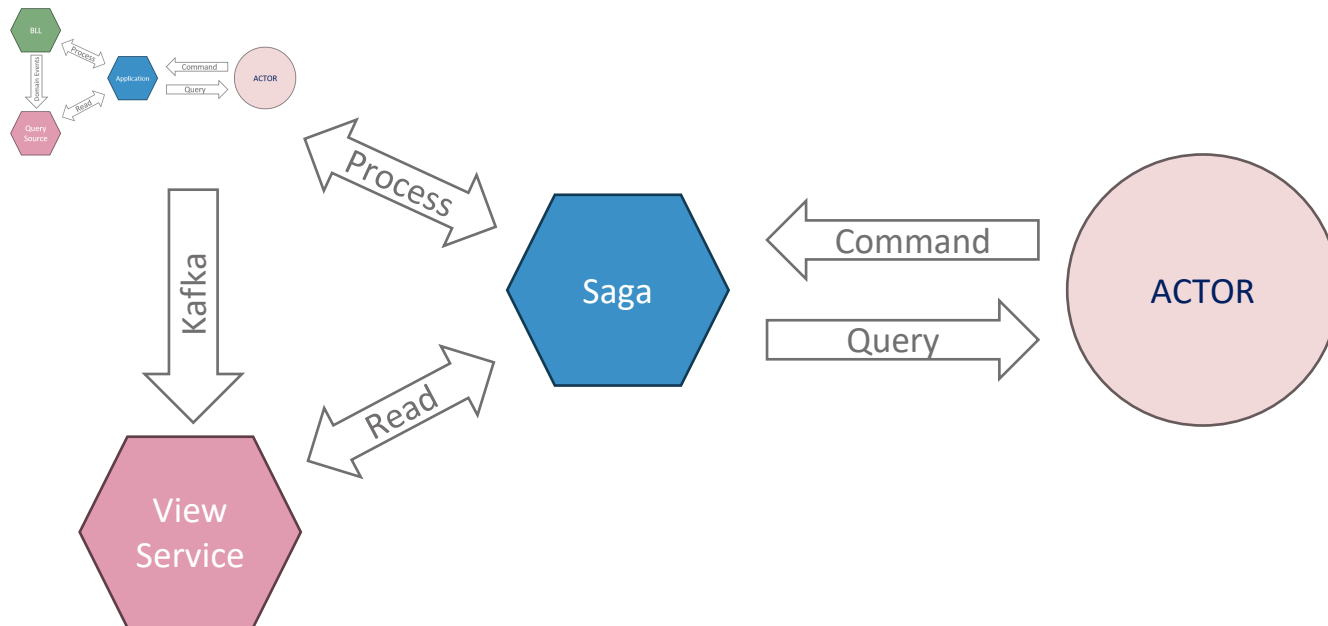 BLL
Process
Domain Events
Application
Command
Query
ACTOR
Read
Query
Source
Process
Kafka
Saga
Command
Query
ACTOR
Read
View
Service